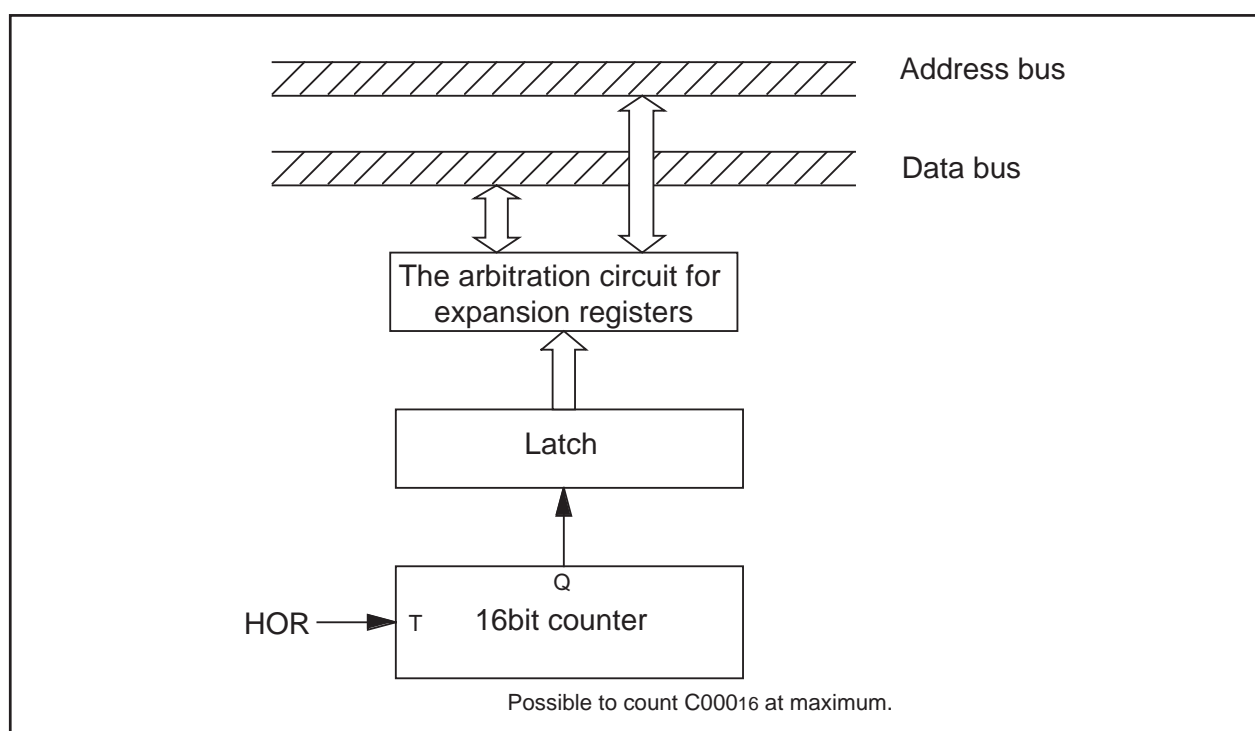 Address bus
Data bus
The arbitration circuit for
expansion registers
Latch
Q
HOR
T
16bit counter
Possible to count C00016 at maximum.